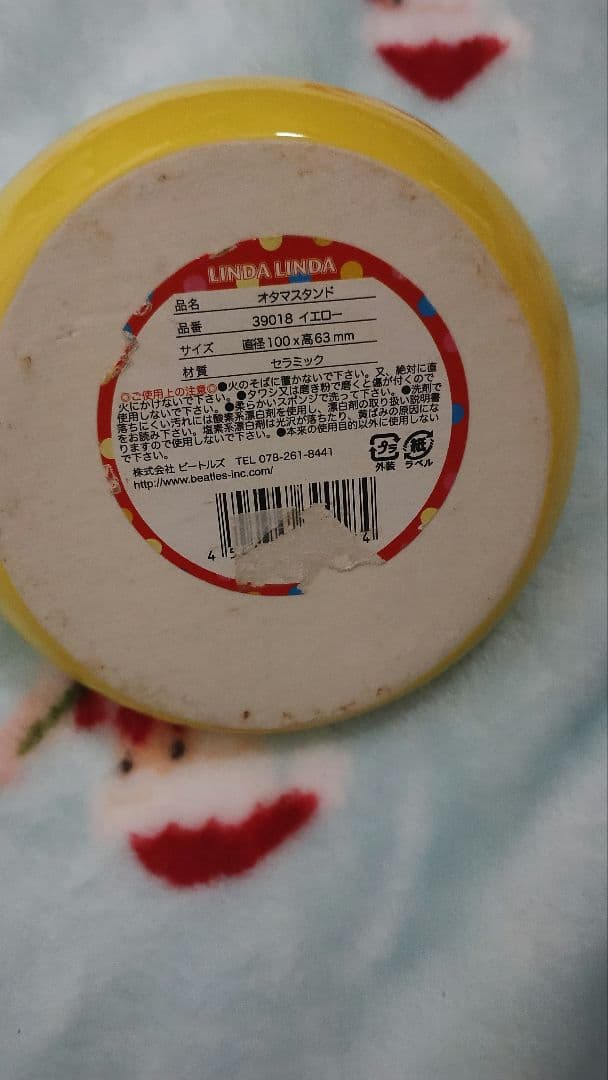 LINDA LINDA
品名 オタマスタンド
品番 39018 イエロー
サイズ 直径100x高63mm
材質 セラミック
◎ご使用上の注意◎●火のそばに置かないで下さい。又、絶対に直
火にかけないで下さい。●タワシ又は磨き粉で磨くと傷が付くので
使用しないで下さい。●柔らかいスポンジで洗って下さい。●洗剤で
落ちにくい汚れには酸素系漂白剤を使用し、漂白剤の取り扱い説明書
をお読み下さい。塩素系漂白剤は光沢が落ちたり、黄ばみの原因にな
りますので使用しないで下さい。●本来の使用目的以外に使用しない
で下さい。
プラ 紙
外装 ラベル
株式会社 ビートルズ TEL 078-261-8441
http://www.beatles-inc.com/